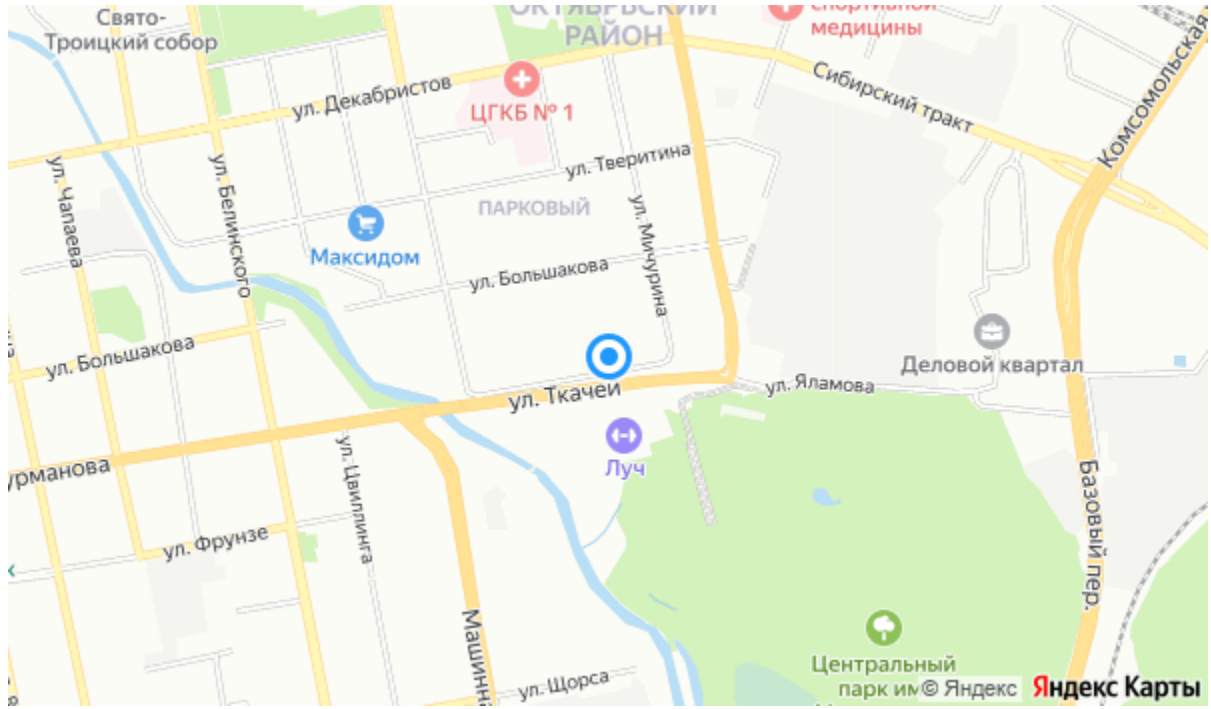 Свято-
Троицкий собор
ОКТЯБРЬСКИЙ
РАЙОН
спортивной
медицины
ул. Декабристов
ЦГКБ № 1
Сибирский тракт
Комсомольская
ул. Чапаева
ул. Белинского
ул. Тверитина
ПАРКОВЫЙ
ул. Мичурина
Максидом
ул. Большакова
ул. Большакова
Деловой квартал
ул. Ткачей
ул. Яламова
Луч
урманова
ул. Цвиллинга
ул. Фрунзе
Базовый пер.
Машинна
ул. Щорса
Центральный
парк им
© Яндекс
Яндекс Карты